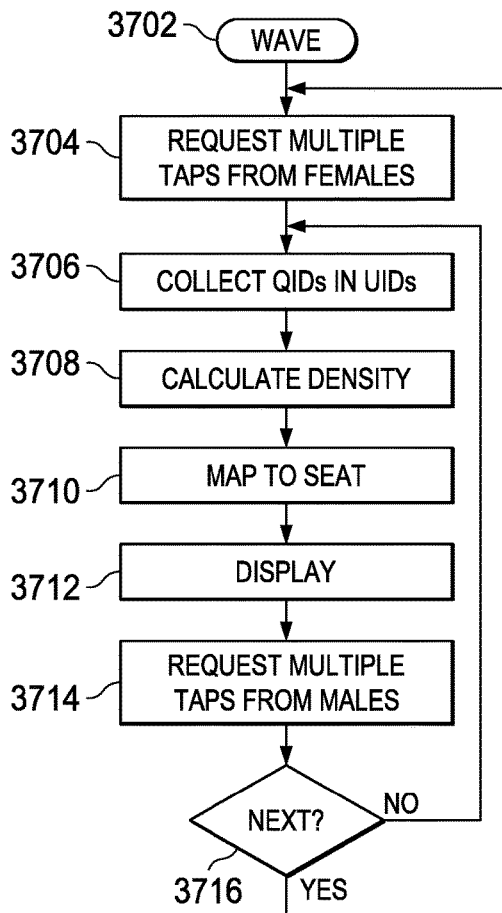 3702
WAVE
3704
REQUEST MULTIPLE
TAPS FROM FEMALES
3706
COLLECT QIDs IN UIDs
3708
CALCULATE DENSITY
3710
MAP TO SEAT
3712
DISPLAY
3714
REQUEST MULTIPLE
TAPS FROM MALES
NEXT?
NO
3716
YES